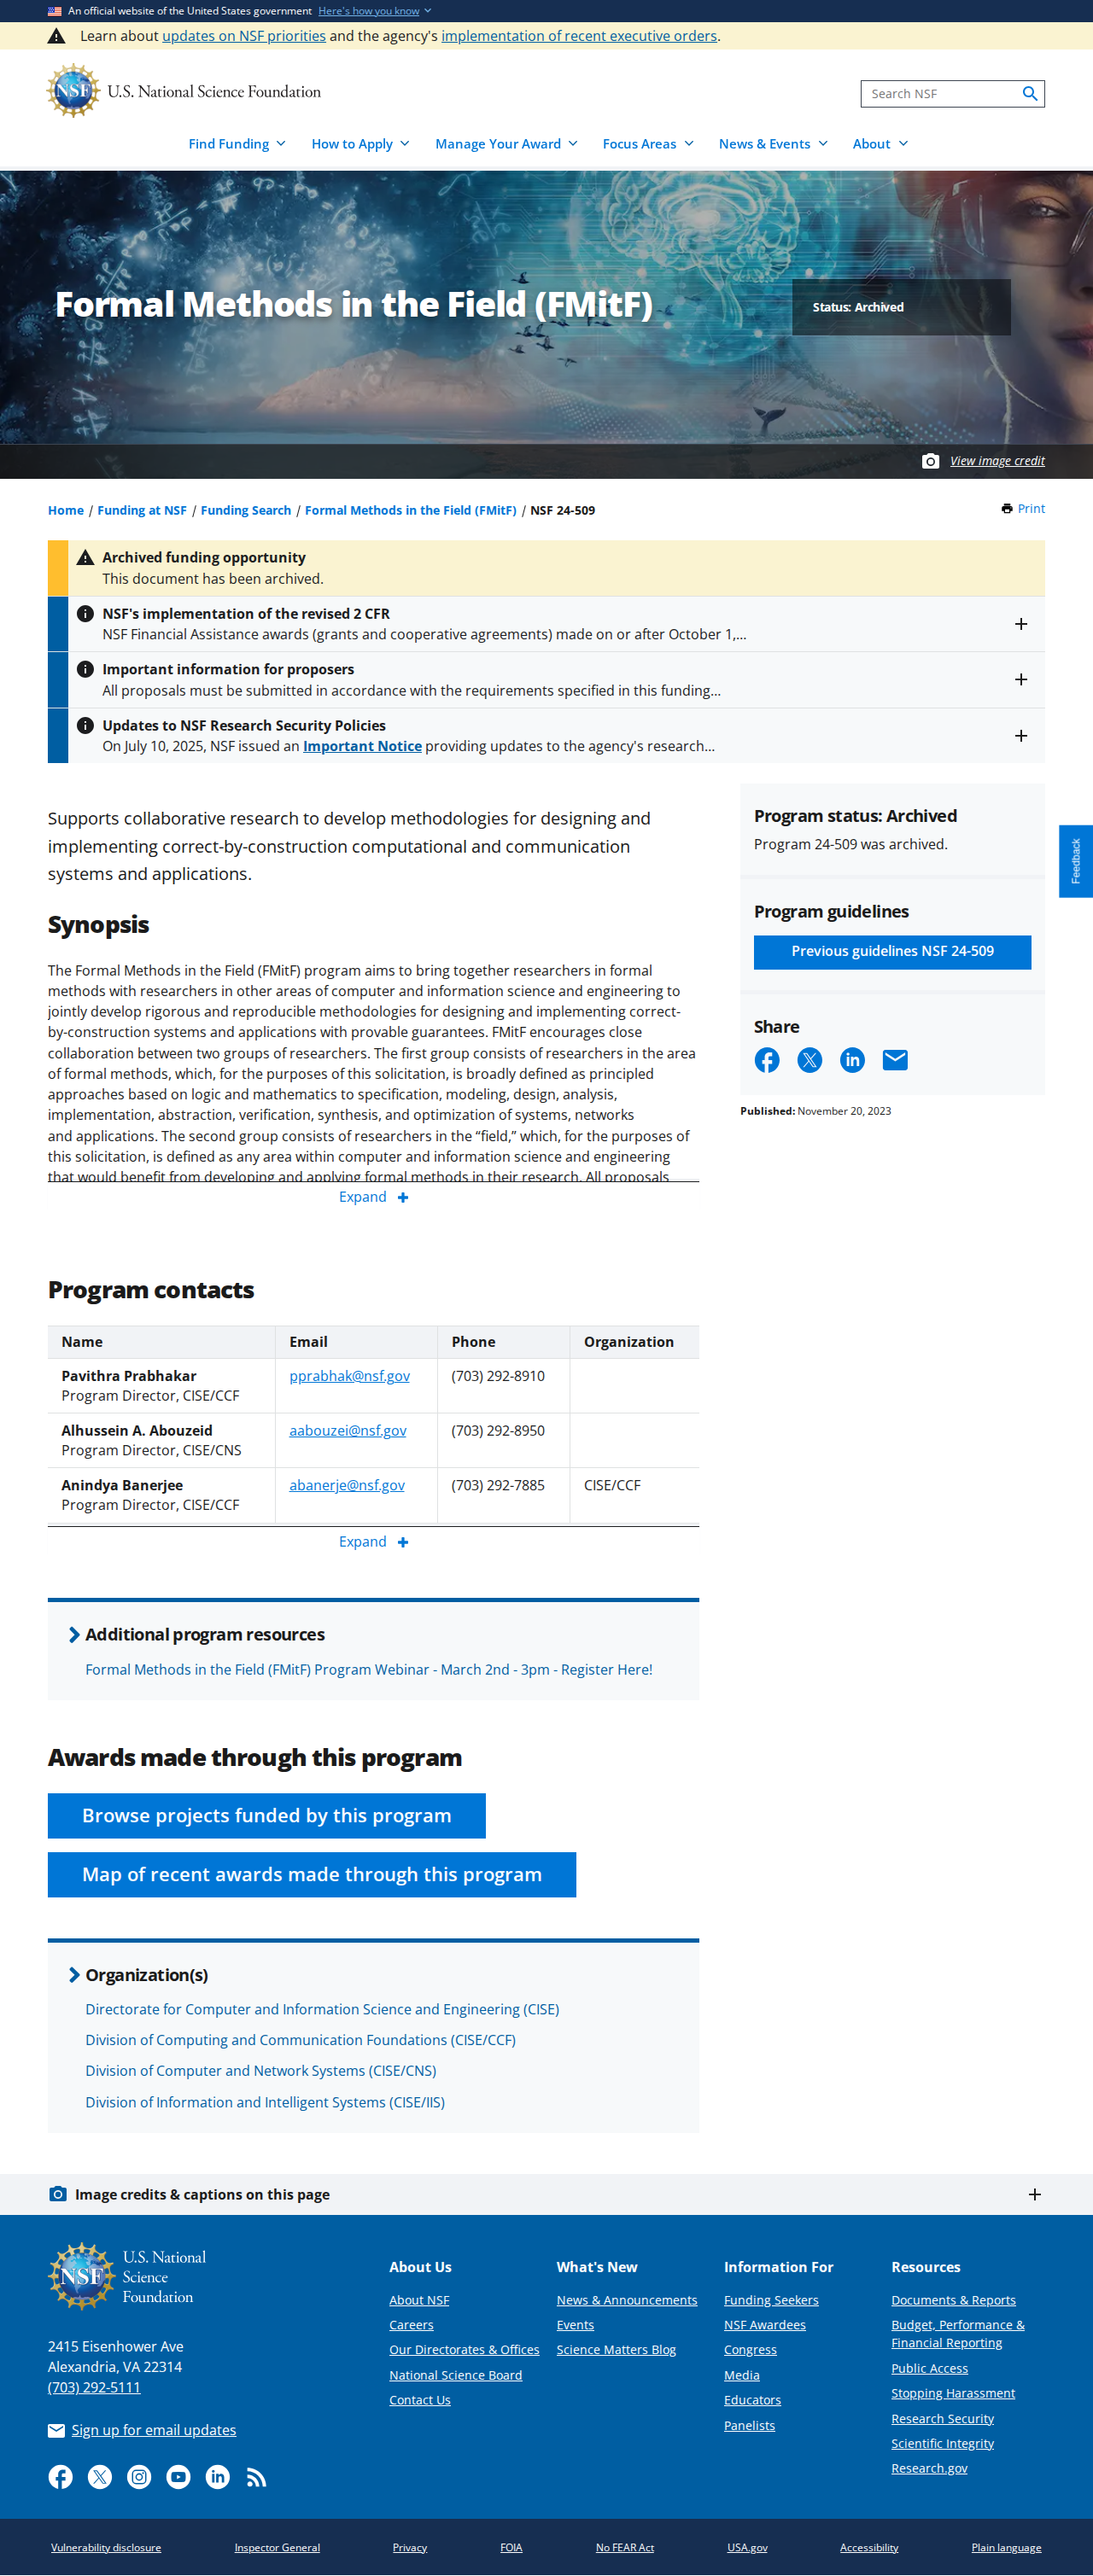 An official website of the United States government Here's how you know
Learn about updates on NSF priorities and the agency's implementation of recent executive orders.
NSF U.S. National Science Foundation
Search NSF
Find Funding How to Apply Manage Your Award Focus Areas News & Events About
Formal Methods in the Field (FMitF)
Status: Archived
View image credit
Home / Funding at NSF / Funding Search / Formal Methods in the Field (FMitF) / NSF 24-509
Print
Archived funding opportunity
This document has been archived.
NSF's implementation of the revised 2 CFR
NSF Financial Assistance awards (grants and cooperative agreements) made on or after October 1,...
Important information for proposers
All proposals must be submitted in accordance with the requirements specified in this funding...
Updates to NSF Research Security Policies
On July 10, 2025, NSF issued an Important Notice providing updates to the agency's research...
Supports collaborative research to develop methodologies for designing and
implementing correct-by-construction computational and communication
systems and applications.
Synopsis
The Formal Methods in the Field (FMitF) program aims to bring together researchers in formal
methods with researchers in other areas of computer and information science and engineering to
jointly develop rigorous and reproducible methodologies for designing and implementing correct-
by-construction systems and applications with provable guarantees. FMitF encourages close
collaboration between two groups of researchers. The first group consists of researchers in the area
of formal methods, which, for the purposes of this solicitation, is broadly defined as principled
approaches based on logic and mathematics to specification, modeling, design, analysis,
implementation, abstraction, verification, synthesis, and optimization of systems, networks
and applications. The second group consists of researchers in the “field,” which, for the purposes of
this solicitation, is defined as any area within computer and information science and engineering
that would benefit from developing and applying formal methods in their research. All proposals
Expand
Program status: Archived
Program 24-509 was archived.
Program guidelines
Previous guidelines NSF 24-509
Share
Published: November 20, 2023
Feedback
Program contacts
Name Email Phone Organization
Pavithra Prabhakar pprabhak@nsf.gov (703) 292-8910
Program Director, CISE/CCF
Alhussein A. Abouzeid aabouzei@nsf.gov (703) 292-8950
Program Director, CISE/CNS
Anindya Banerjee abanerje@nsf.gov (703) 292-7885 CISE/CCF
Program Director, CISE/CCF
Expand
Additional program resources
Formal Methods in the Field (FMitF) Program Webinar - March 2nd - 3pm - Register Here!
Awards made through this program
Browse projects funded by this program
Map of recent awards made through this program
Organization(s)
Directorate for Computer and Information Science and Engineering (CISE)
Division of Computing and Communication Foundations (CISE/CCF)
Division of Computer and Network Systems (CISE/CNS)
Division of Information and Intelligent Systems (CISE/IIS)
Image credits & captions on this page
NSF
U.S. National
Science
Foundation
2415 Eisenhower Ave
Alexandria, VA 22314
(703) 292-5111
Sign up for email updates
About Us
About NSF
Careers
Our Directorates & Offices
National Science Board
Contact Us
What's New
News & Announcements
Events
Science Matters Blog
Information For
Funding Seekers
NSF Awardees
Congress
Media
Educators
Panelists
Resources
Documents & Reports
Budget, Performance &
Financial Reporting
Public Access
Stopping Harassment
Research Security
Scientific Integrity
Research.gov
Vulnerability disclosure Inspector General Privacy FOIA No FEAR Act USA.gov Accessibility Plain language